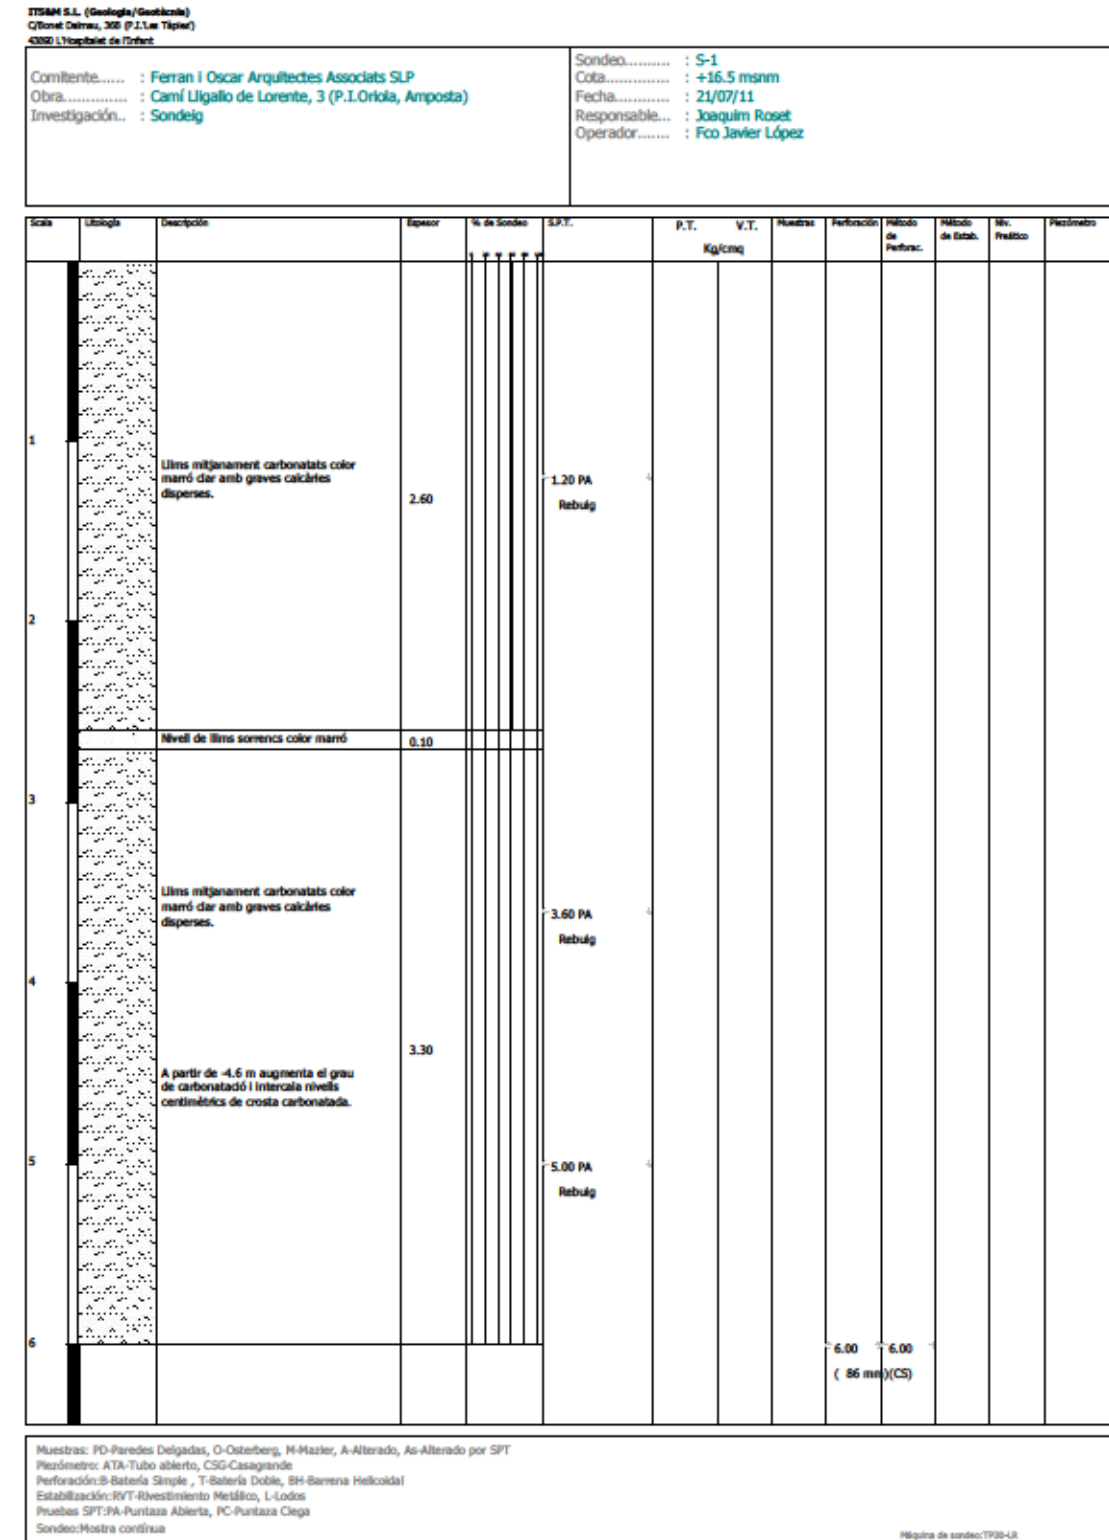 ITS&M S.L. (Geologia/Geotècnia)
C/Bonet Dalmau, 36B (P.I."Les Tàpies")
43890 L'Hospitalet de l'Infant
Comitente...... : Ferran i Oscar Arquitectes Associats SLP
Obra............... : Camí Lligallo de Lorente, 3 (P.I.Oriola, Amposta)
Investigación.. : Sondeig
Sondeo.......... : S-1
Cota............... : +16.5 msnm
Fecha............. : 21/07/11
Responsable... : Joaquim Roset
Operador........ : Fco Javier López
Scala Litología Descripción Espesor % de Sondeo S.P.T. P.T. V.T. Muestras Perforación Método Método Niv. Piezómetro
de de Estab. Freático
Kg/cmq Perforac.
1
Llims mitjanament carbonatats color
marró clar amb graves calcàries
disperses.
2.60
1.20 PA
Rebuig
2
Nivell de llims sorrencs color marró 0.10
3
Llims mitjanament carbonatats color
marró clar amb graves calcàries
disperses.
3.60 PA
Rebuig
4
3.30
A partir de -4.6 m augmenta el grau
de carbonatació i intercala nivells
centimètrics de crosta carbonatada.
5
5.00 PA
Rebuig
6
6.00 6.00
( 86 mm)(CS)
Muestras: PD-Paredes Delgadas, O-Osterberg, M-Mazier, A-Alterado, As-Alterado por SPT
Piezómetro: ATA-Tubo abierto, CSG-Casagrande
Perforación:B-Batería Simple , T-Batería Doble, BH-Barrena Helicoidal
Estabilización:RVT-Rivestimiento Metálico, L-Lodos
Pruebas SPT:PA-Puntaza Abierta, PC-Puntaza Ciega
Sondeo:Mostra contínua
Máquina de sondeo:TP30-LR